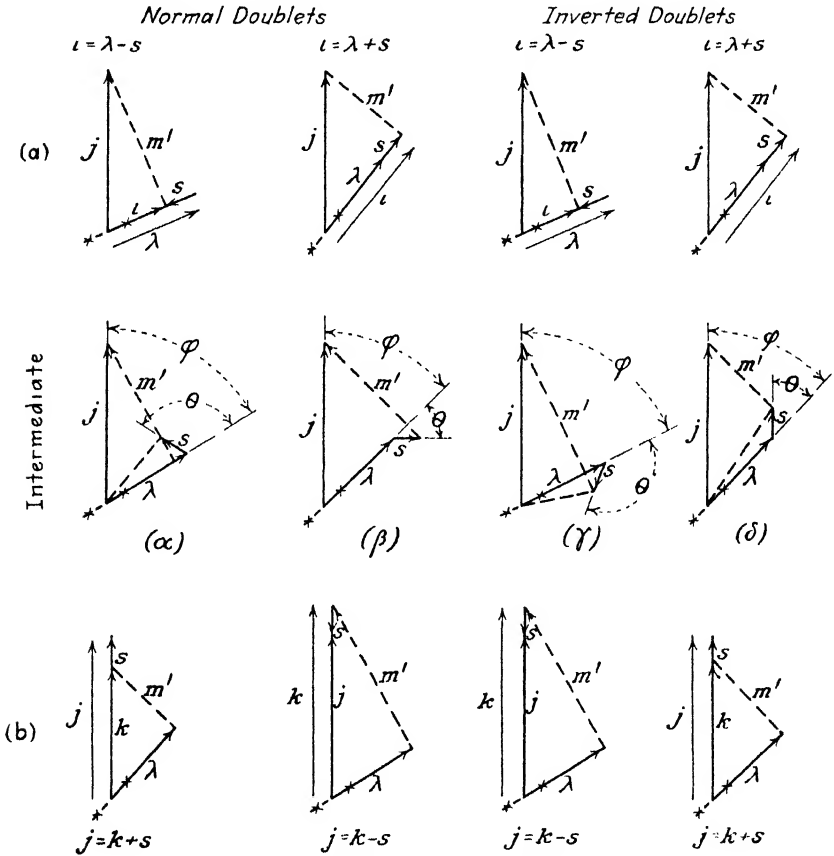 Normal Doublets Inverted Doublets
ι=λ-s ι=λ+s ι=λ-s ι=λ+s
(a) j m' ι s λ j m' s λ ι j m' ι s λ j m' s λ ι
Intermediate
j m' φ θ s λ j m' φ θ s λ j m' φ θ s λ j m' φ θ s λ
(α) (β) (γ) (δ)
(b) j s k m' λ k s j m' λ k s j m' λ j s k m' λ
j=k+s j=k-s j=k-s j=k+s